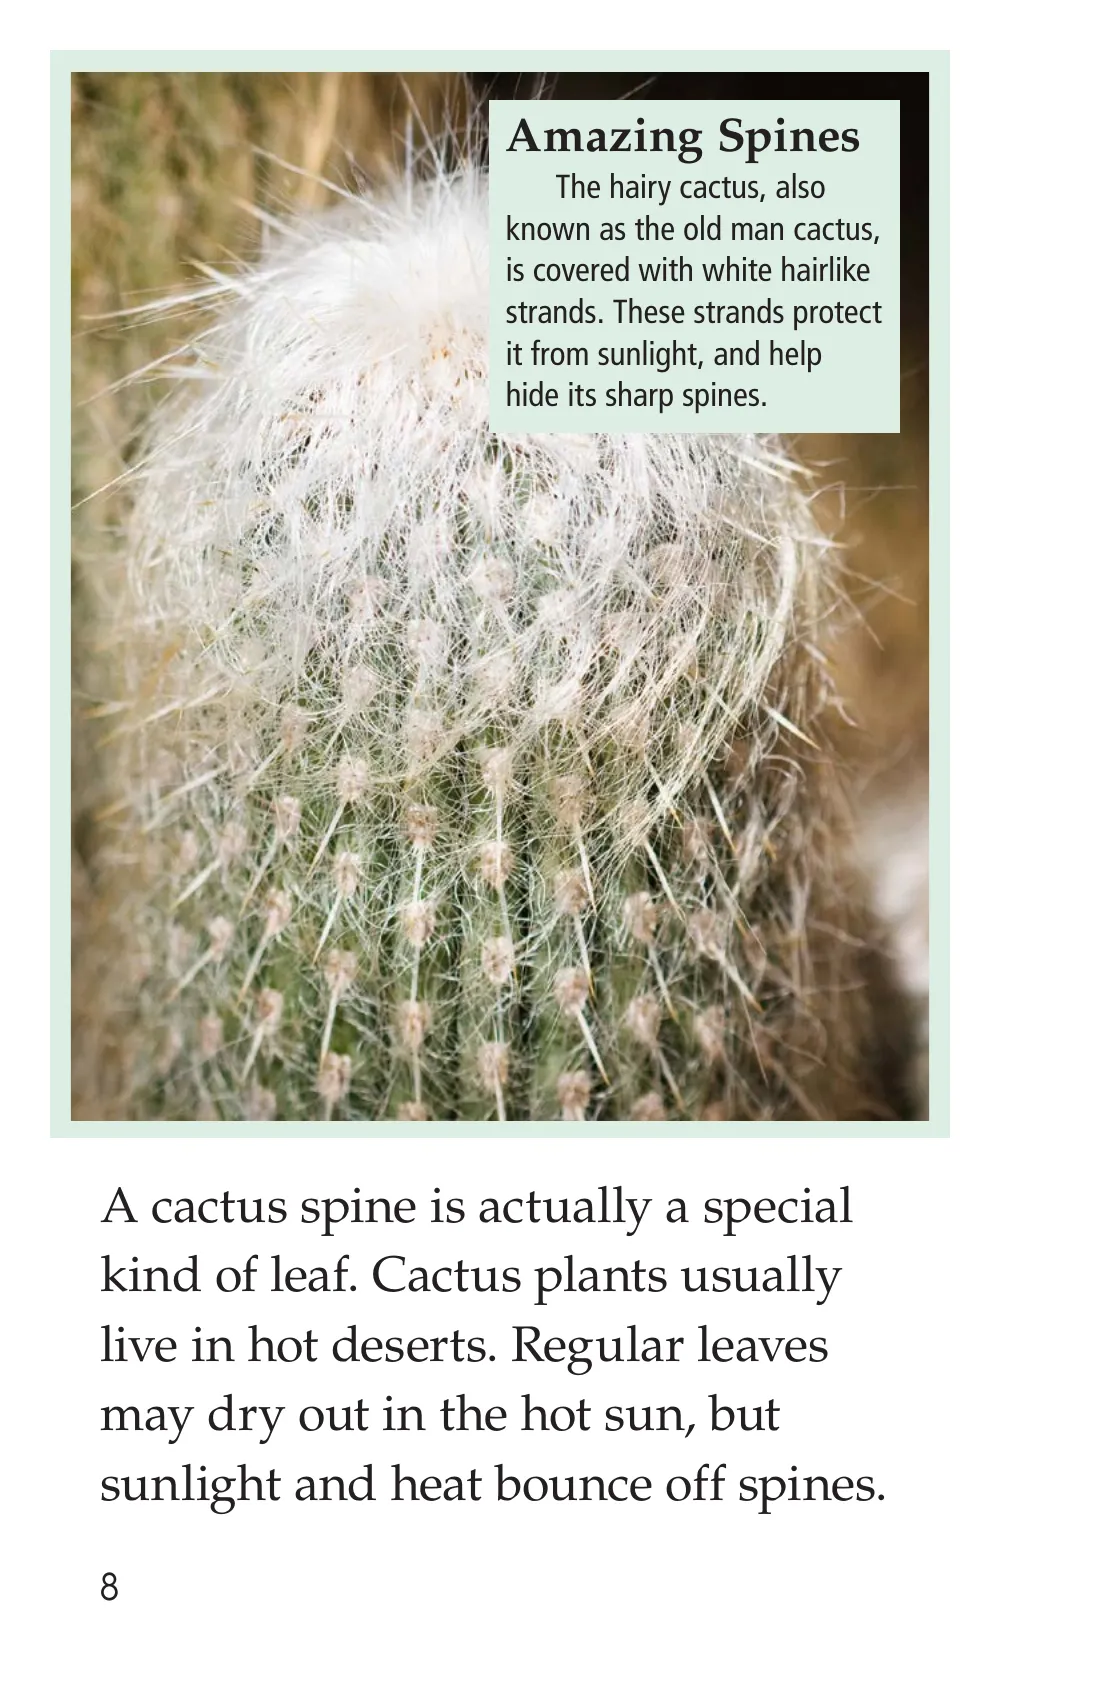 Amazing Spines
The hairy cactus, also
known as the old man cactus,
is covered with white hairlike
strands. These strands protect
it from sunlight, and help
hide its sharp spines.
A cactus spine is actually a special
kind of leaf. Cactus plants usually
live in hot deserts. Regular leaves
may dry out in the hot sun, but
sunlight and heat bounce off spines.
8